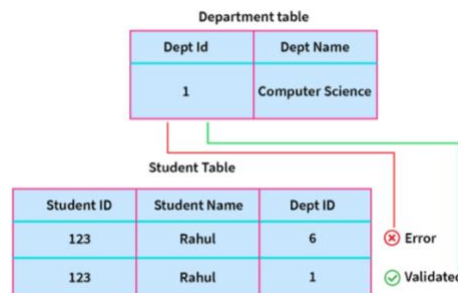 Department table
Dept Id Dept Name
1 Computer Science
Student Table
Student ID Student Name Dept ID
123 Rahul 6 Error
123 Rahul 1 Validated